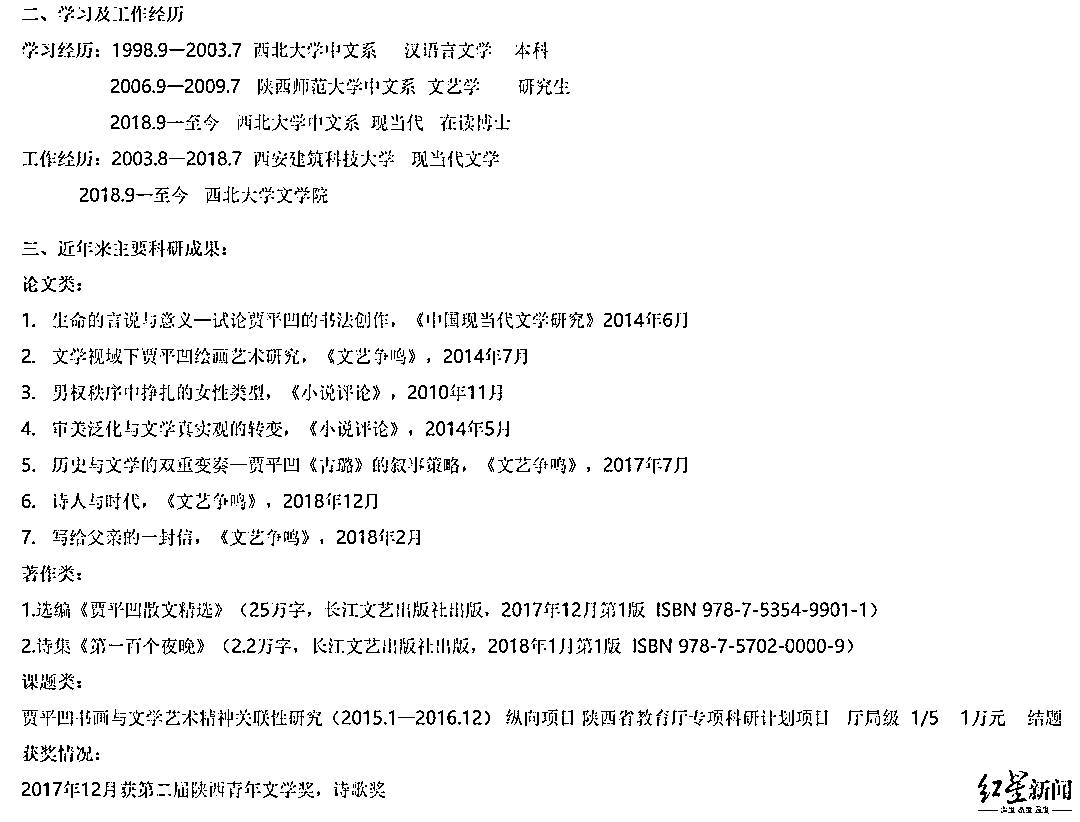 二、学习及工作经历
学习经历：1998.9—2003.7 西北大学中文系 汉语言文学 本科
2006.9—2009.7 陕西师范大学中文系 文艺学 研究生
2018.9—至今 西北大学中文系 现当代 在读博士
工作经历：2003.8—2018.7 西安建筑科技大学 现当代文学
2018.9—至今 西北大学文学院
三、近年来主要科研成果：
论文类：
1. 生命的言说与意义—试论贾平凹的书法创作，《中国现当代文学研究》2014年6月
2. 文学视域下贾平凹绘画艺术研究，《文艺争鸣》，2014年7月
3. 男权秩序中挣扎的女性类型，《小说评论》，2010年11月
4. 审美泛化与文学真实观的转变，《小说评论》，2014年5月
5. 历史与文学的双重变奏—贾平凹《古璐》的叙事策略，《文艺争鸣》，2017年7月
6. 诗人与时代，《文艺争鸣》，2018年12月
7. 写给父亲的一封信，《文艺争鸣》，2018年2月
著作类：
1.选编《贾平凹散文精选》（25万字，长江文艺出版社出版，2017年12月第1版 ISBN 978-7-5354-9901-1）
2.诗集《第一百个夜晚》（2.2万字，长江文艺出版社出版，2018年1月第1版 ISBN 978-7-5702-0000-9）
课题类：
贾平凹书画与文学艺术精神关联性研究（2015.1—2016.12） 纵向项目 陕西省教育厅专项科研计划项目 厅局级 1/5 1万元 结题
获奖情况：
2017年12月获第二届陕西青年文学奖，诗歌奖
红星新闻